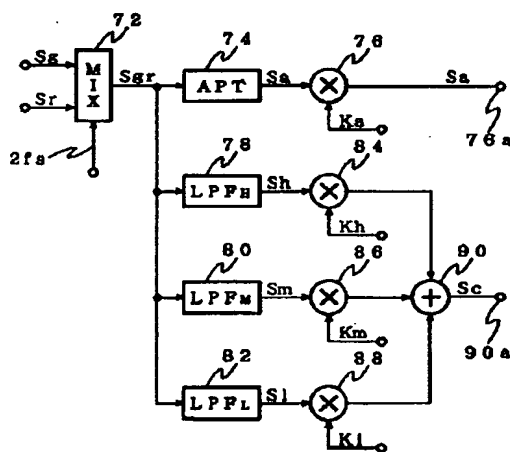 72
74
76
Sg
MIX
Sgr
APT
Sa
Sa
Sr
Ka
76a
2fs
78
84
LPFH
Sh
Kh
80
86
90
LPFM
Sm
Sc
Km
90a
82
88
LPFL
Sl
Kl